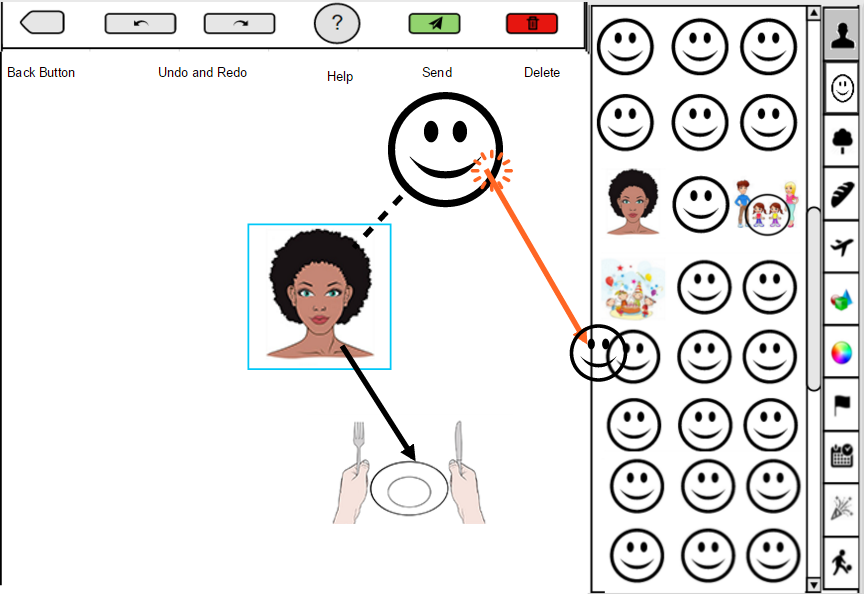 ?
Back Button
Undo and Redo
Help
Send
Delete